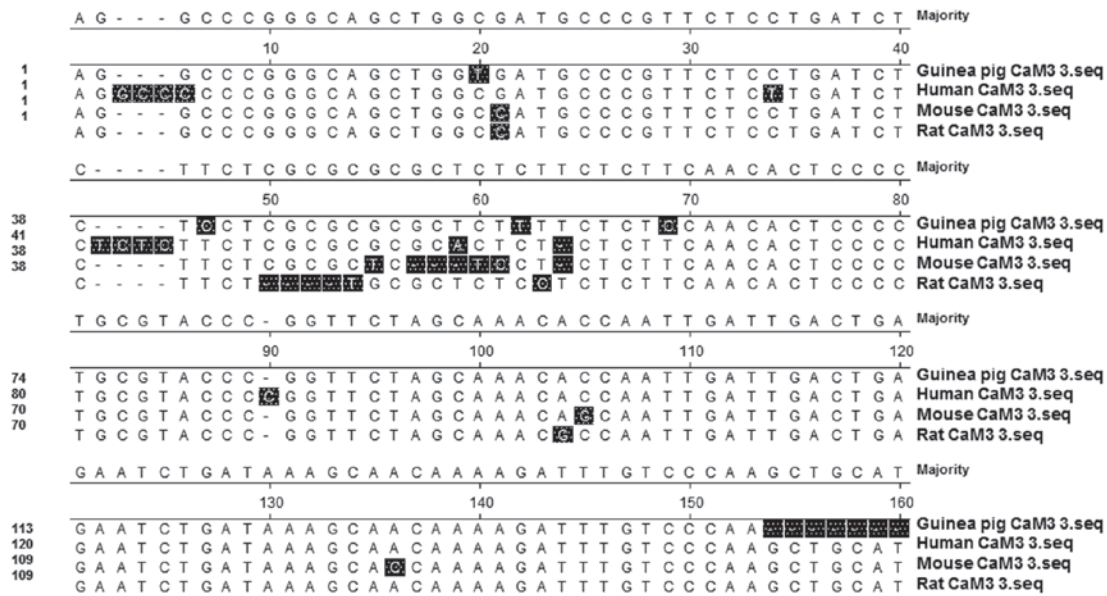 A G - - - G C C C G G G C A G C T G G C G A T G C C C G T T C T C C T G A T C T Majority
10 20 30 40
1 A G - - - G C C C G G G C A G C T G G T G A T G C C C G T T C T C C T G A T C T Guinea pig CaM3 3.seq
1 A G G C C C C C C G G G C A G C T G G C G A T G C C C G T T C T C T T G A T C T Human CaM3 3.seq
1 A G - - - G C C C G G G C A G C T G G C C A T G C C C G T T C T C C T G A T C T Mouse CaM3 3.seq
1 A G - - - G C C C G G G C A G C T G G C C A T G C C C G T T C T C C T G A T C T Rat CaM3 3.seq
C - - - - T T C T C G C G C G C G C T C T C T T C T C T T C A A C A C T C C C C Majority
50 60 70 80
38 C - - - - T C C T C G C G C G C G C T C T T T T C T C T C C A A C A C T C C C C Guinea pig CaM3 3.seq
41 C T C T C T T C T C G C G C G C G C A C T C T - C T C T T C A A C A C T C C C C Human CaM3 3.seq
38 C - - - - T T C T C G C G C T C - - - T C C T - C T C T T C A A C A C T C C C C Mouse CaM3 3.seq
38 C - - - - T T C T - - - - T G C G C T C T C C T C T C T T C A A C A C T C C C C Rat CaM3 3.seq
T G C G T A C C C - G G T T C T A G C A A A C A C C A A T T G A T T G A C T G A Majority
90 100 110 120
74 T G C G T A C C C - G G T T C T A G C A A A C A C C A A T T G A T T G A C T G A Guinea pig CaM3 3.seq
80 T G C G T A C C C C G G T T C T A G C A A A C A C C A A T T G A T T G A C T G A Human CaM3 3.seq
70 T G C G T A C C C - G G T T C T A G C A A A C A G C A A T T G A T T G A C T G A Mouse CaM3 3.seq
70 T G C G T A C C C - G G T T C T A G C A A A C G C C A A T T G A T T G A C T G A Rat CaM3 3.seq
G A A T C T G A T A A A G C A A C A A A A G A T T T G T C C C A A G C T G C A T Majority
130 140 150 160
113 G A A T C T G A T A A A G C A A C A A A A G A T T T G T C C C A A - - - - - - - Guinea pig CaM3 3.seq
120 G A A T C T G A T A A A G C A A C A A A A G A T T T G T C C C A A G C T G C A T Human CaM3 3.seq
109 G A A T C T G A T A A A G C A C C A A A A G A T T T G T C C C A A G C T G C A T Mouse CaM3 3.seq
109 G A A T C T G A T A A A G C A A C A A A A G A T T T G T C C C A A G C T G C A T Rat CaM3 3.seq